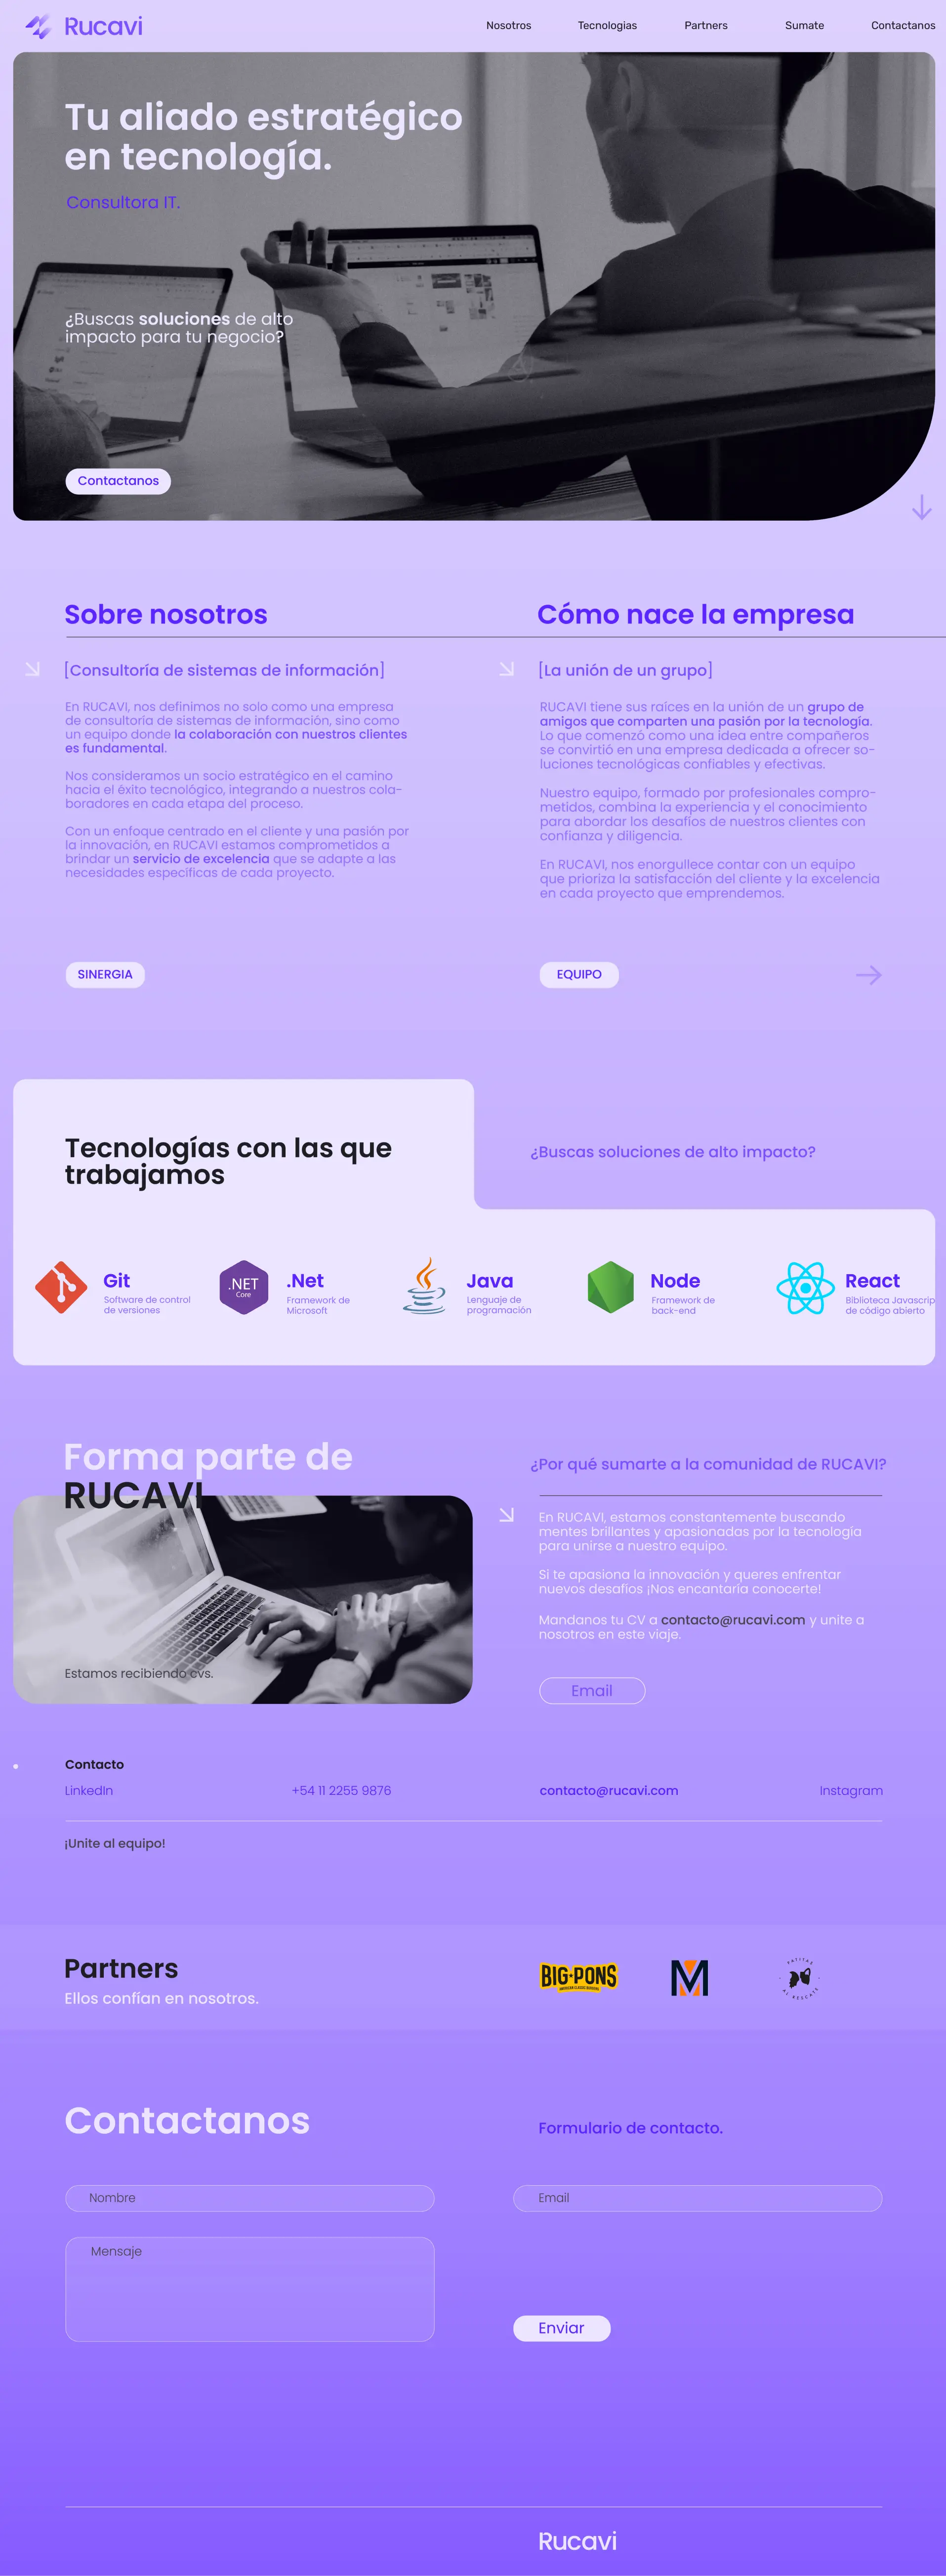 Rucavi
Nosotros Tecnologias Partners Sumate Contactanos
Tu aliado estratégico
en tecnología.
Consultora IT.
¿Buscas soluciones de alto
impacto para tu negocio?
Contactanos
Sobre nosotros
[Consultoría de sistemas de información]
En RUCAVI, nos definimos no solo como una empresa
de consultoría de sistemas de información, sino como
un equipo donde la colaboración con nuestros clientes
es fundamental.
Nos consideramos un socio estratégico en el camino
hacia el éxito tecnológico, integrando a nuestros cola-
boradores en cada etapa del proceso.
Con un enfoque centrado en el cliente y una pasión por
la innovación, en RUCAVI estamos comprometidos a
brindar un servicio de excelencia que se adapte a las
necesidades específicas de cada proyecto.
SINERGIA
Cómo nace la empresa
[La unión de un grupo]
RUCAVI tiene sus raíces en la unión de un grupo de
amigos que comparten una pasión por la tecnología.
Lo que comenzó como una idea entre compañeros
se convirtió en una empresa dedicada a ofrecer so-
luciones tecnológicas confiables y efectivas.
Nuestro equipo, formado por profesionales compro-
metidos, combina la experiencia y el conocimiento
para abordar los desafíos de nuestros clientes con
confianza y diligencia.
En RUCAVI, nos enorgullece contar con un equipo
que prioriza la satisfacción del cliente y la excelencia
en cada proyecto que emprendemos.
EQUIPO
Tecnologías con las que
trabajamos
¿Buscas soluciones de alto impacto?
Git
Software de control
de versiones
.NET
Core
.Net
Framework de
Microsoft
Java
Lenguaje de
programación
Node
Framework de
back-end
React
Biblioteca Javascrip
de código abierto
Forma parte de
RUCAVI
Estamos recibiendo cvs.
¿Por qué sumarte a la comunidad de RUCAVI?
En RUCAVI, estamos constantemente buscando
mentes brillantes y apasionadas por la tecnología
para unirse a nuestro equipo.
Si te apasiona la innovación y queres enfrentar
nuevos desafíos ¡Nos encantaría conocerte!
Mandanos tu CV a contacto@rucavi.com y unite a
nosotros en este viaje.
Email
Contacto
LinkedIn +54 11 2255 9876 contacto@rucavi.com Instagram
¡Unite al equipo!
Partners
Ellos confían en nosotros.
BIG PONS
M
PATITAS
AL RESCATE
Contactanos
Formulario de contacto.
Nombre
Email
Mensaje
Enviar
Rucavi